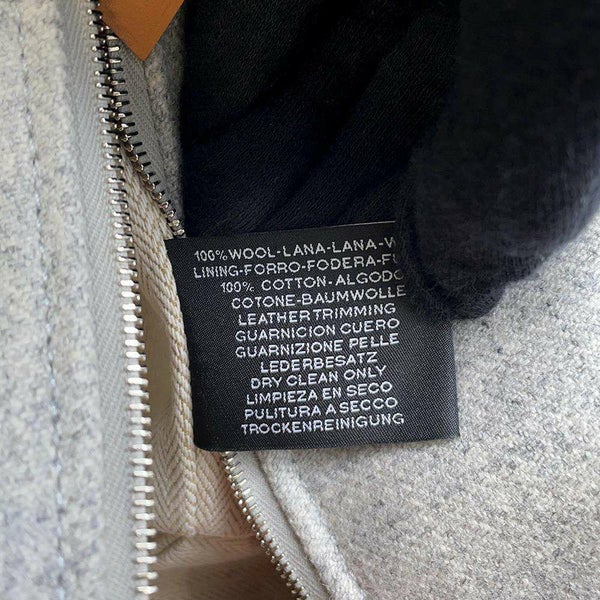 100% WOOL-LANA-LANA-W
LINING-FORRO-FODERA-FU
100% COTTON-ALGODO
COTONE-BAUMWOLLE
LEATHER TRIMMING
GUARNICION CUERO
GUARNIZIONE PELLE
LEDERBESATZ
DRY CLEAN ONLY
LIMPIEZA EN SECO
PULITURA A SECCO
TROCKENREINIGUNG